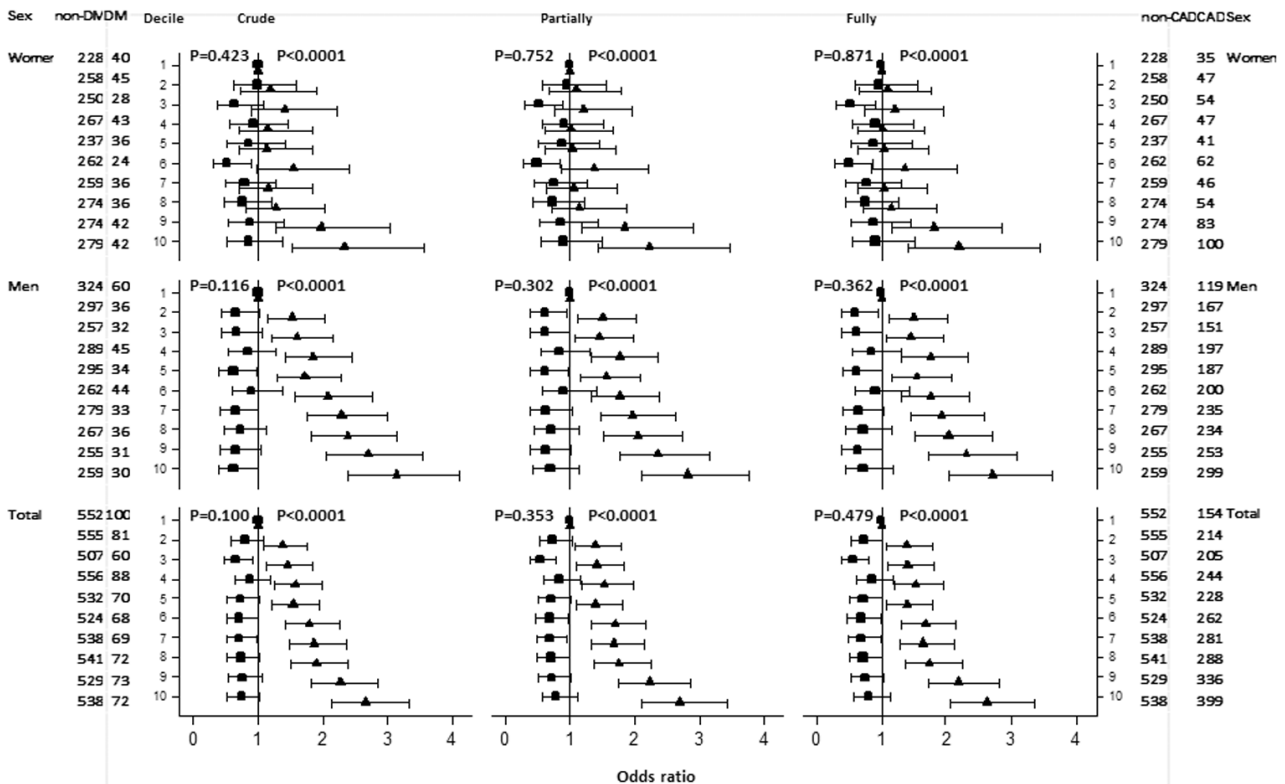 Sex non-DMDM Decile Crude Partially Fully non-CADCADSex
Womer 228 40 P=0.423 P<0.0001 P=0.752 P<0.0001 P=0.871 P<0.0001 1 1 228 35 Women
258 45 2 2 258 47
250 28 3 3 250 54
267 43 4 4 267 47
237 36 5 5 237 41
262 24 6 6 262 62
259 36 7 7 259 46
274 36 8 8 274 54
274 42 9 9 274 83
279 42 10 10 279 100
Men 324 60 P=0.116 P<0.0001 P=0.302 P<0.0001 P=0.362 P<0.0001 1 1 324 119 Men
297 36 2 2 297 167
257 32 3 3 257 151
289 45 4 4 289 197
295 34 5 5 295 187
262 44 6 6 262 200
279 33 7 7 279 235
267 36 8 8 267 234
255 31 9 9 255 253
259 30 10 10 259 299
Total 552100 P=0.100 P<0.0001 P=0.353 P<0.0001 P=0.479 P<0.0001 1 1 552 154 Total
555 81 2 2 555 214
507 60 3 3 507 205
556 88 4 4 556 244
532 70 5 5 532 228
524 68 6 6 524 262
538 69 7 7 538 281
541 72 8 8 541 288
529 73 9 9 529 336
538 72 10 10 538 399
0 1 2 3 4 0 1 2 3 4 0 1 2 3 4
Odds ratio